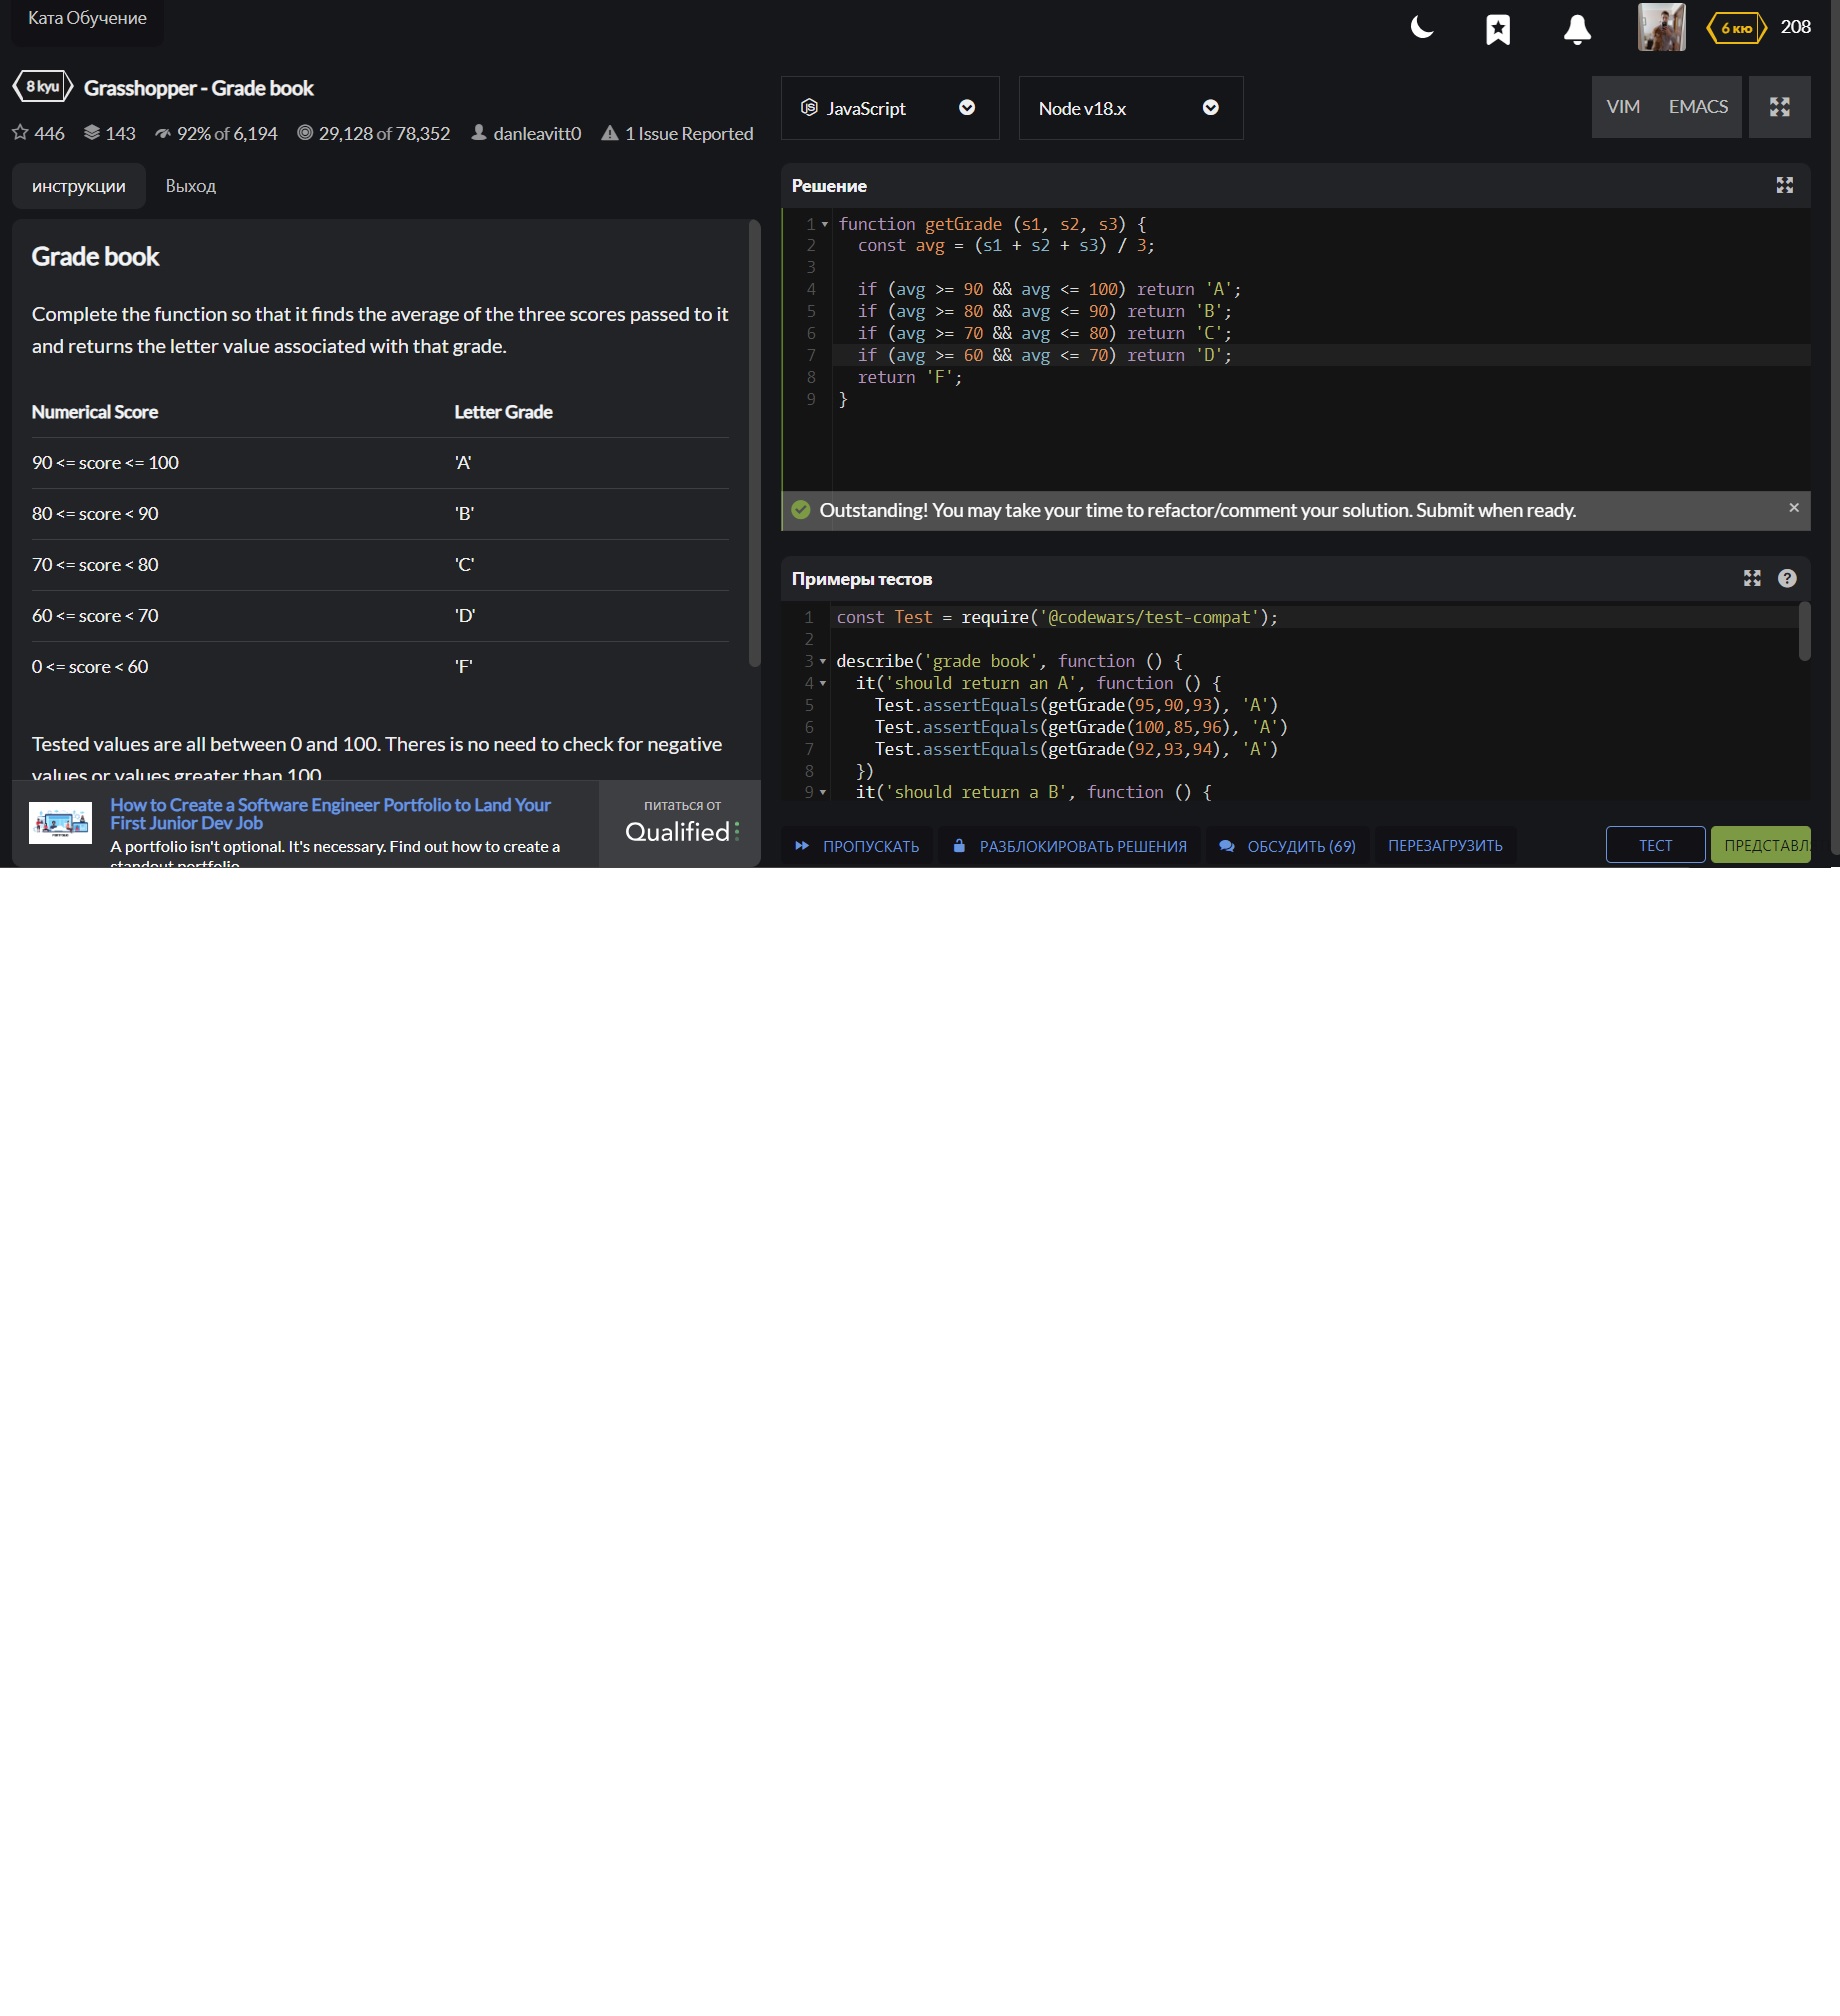 Ката Обучение
6 кю 208
8 kyu Grasshopper - Grade book
446 143 92% of 6,194 29,128 of 78,352 danleavitt0 1 Issue Reported
JavaScript Node v18.x VIM EMACS
инструкции Выход
Grade book
Complete the function so that it finds the average of the three scores passed to it
and returns the letter value associated with that grade.
Numerical Score Letter Grade
90 <= score <= 100 'A'
80 <= score < 90 'B'
70 <= score < 80 'C'
60 <= score < 70 'D'
0 <= score < 60 'F'
Tested values are all between 0 and 100. Theres is no need to check for negative
values or values greater than 100.
How to Create a Software Engineer Portfolio to Land Your
First Junior Dev Job
A portfolio isn't optional. It's necessary. Find out how to create a
standout portfolio
питаться от
Qualified
Решение
1 function getGrade (s1, s2, s3) {
2 const avg = (s1 + s2 + s3) / 3;
3
4 if (avg >= 90 && avg <= 100) return 'A';
5 if (avg >= 80 && avg <= 90) return 'B';
6 if (avg >= 70 && avg <= 80) return 'C';
7 if (avg >= 60 && avg <= 70) return 'D';
8 return 'F';
9 }
Outstanding! You may take your time to refactor/comment your solution. Submit when ready.
Примеры тестов
1 const Test = require('@codewars/test-compat');
2
3 describe('grade book', function () {
4 it('should return an A', function () {
5 Test.assertEquals(getGrade(95,90,93), 'A')
6 Test.assertEquals(getGrade(100,85,96), 'A')
7 Test.assertEquals(getGrade(92,93,94), 'A')
8 })
9 it('should return a B', function () {
ПРОПУСКАТЬ РАЗБЛОКИРОВАТЬ РЕШЕНИЯ ОБСУДИТЬ (69) ПЕРЕЗАГРУЗИТЬ ТЕСТ ПРЕДСТАВЛ